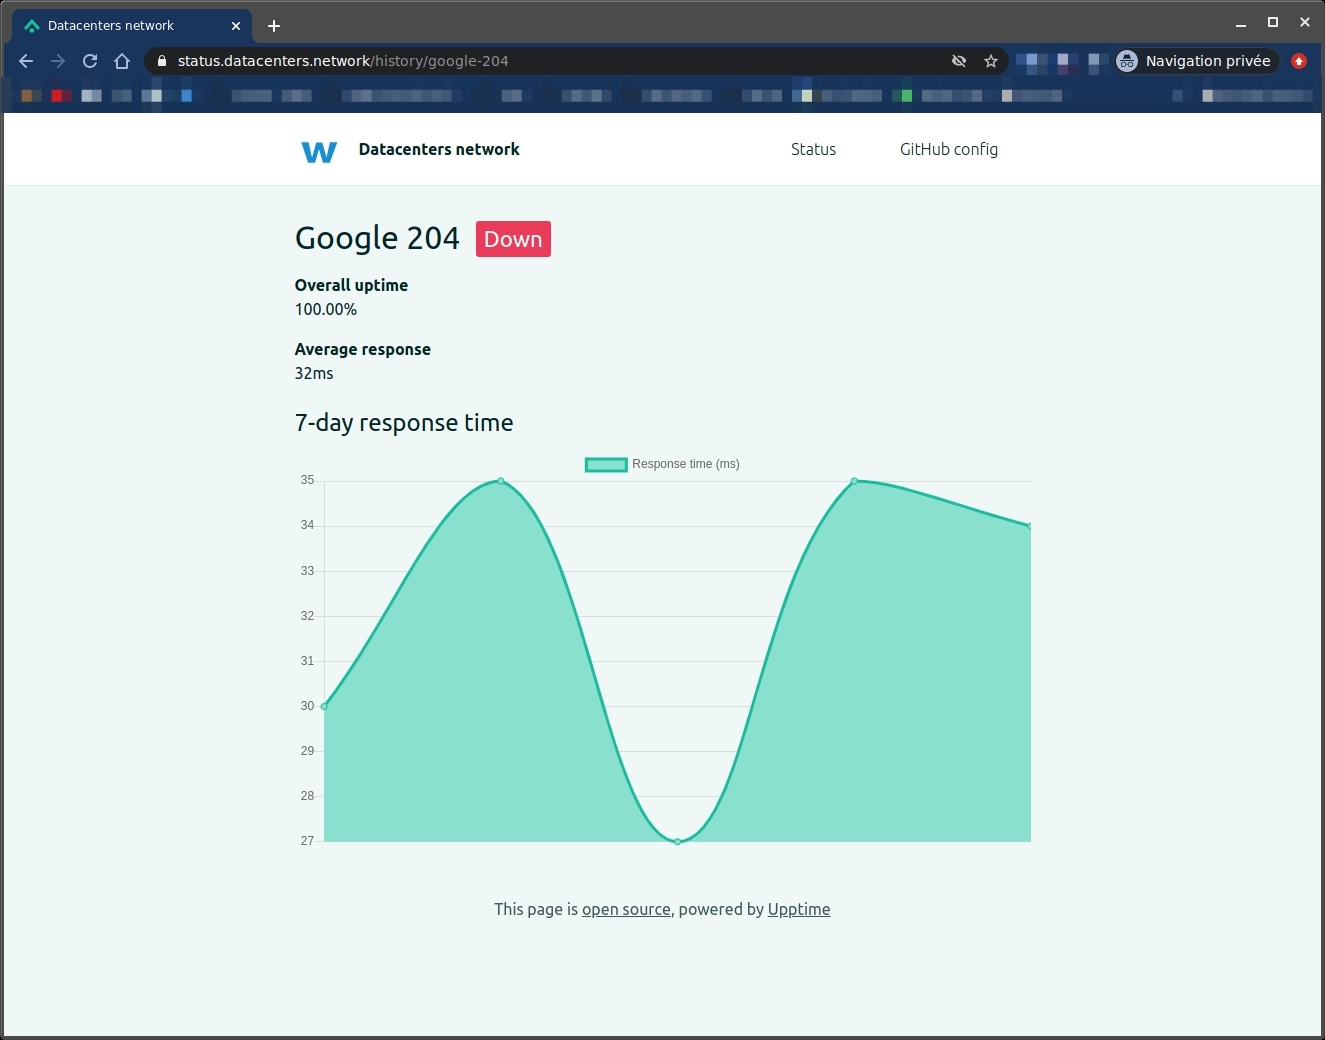 Datacenters network
status.datacenters.network/history/google-204
Navigation privée
W
Datacenters network
Status
GitHub config
Google 204
Down
Overall uptime
100.00%
Average response
32ms
7-day response time
Response time (ms)
35
34
33
32
31
30
29
28
27
This page is open source, powered by Upptime